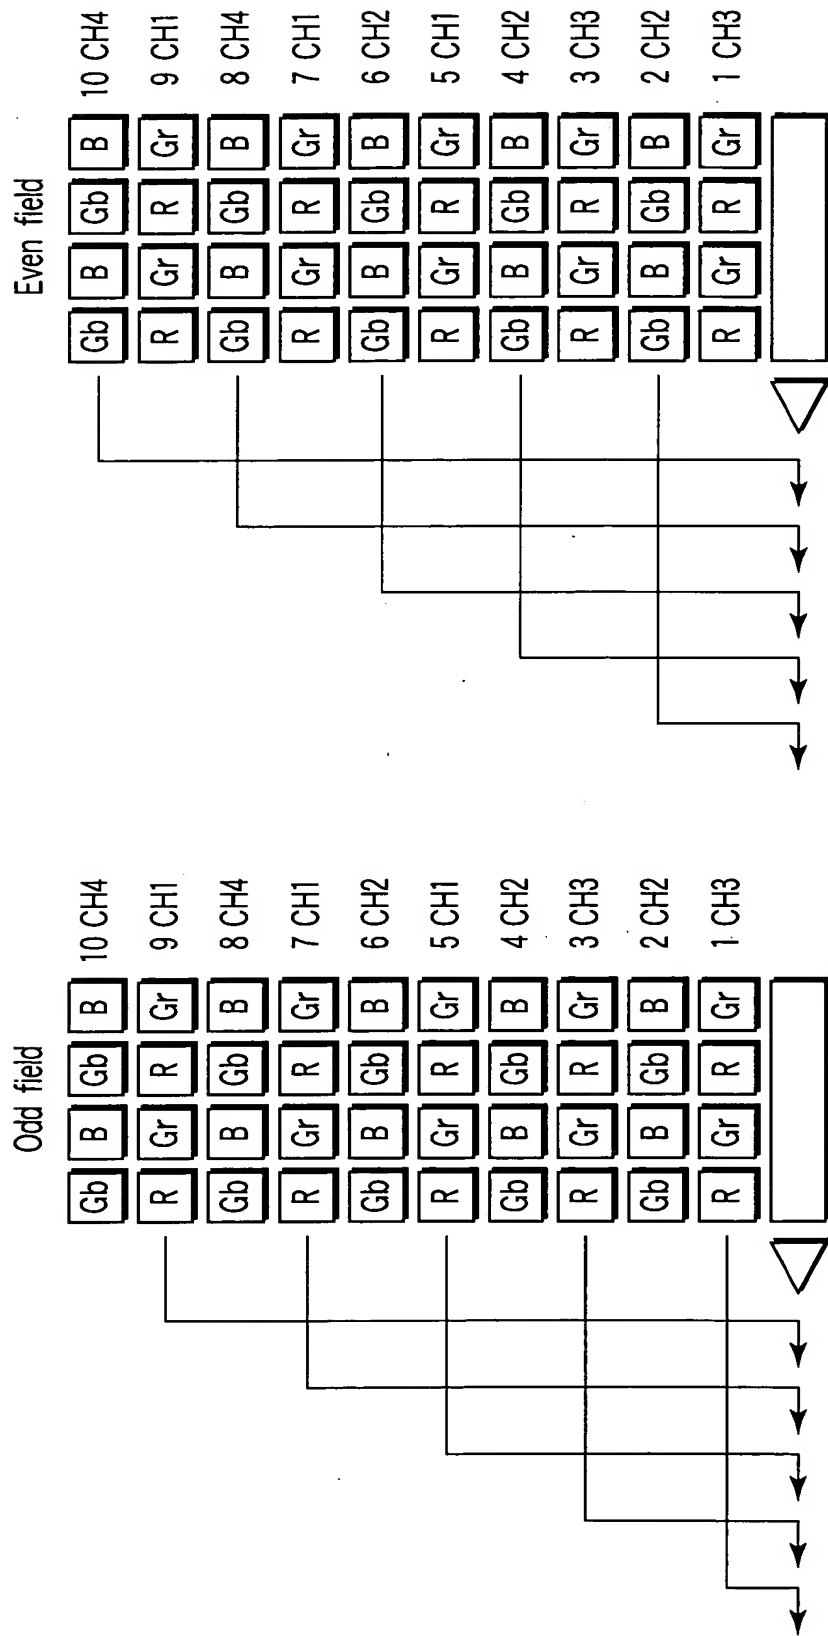 Odd field
Gb B Gb B 10 CH4
R Gr R Gr 9 CH1
Gb B Gb B 8 CH4
R Gr R Gr 7 CH1
Gb B Gb B 6 CH2
R Gr R Gr 5 CH1
Gb B Gb B 4 CH2
R Gr R Gr 3 CH3
Gb B Gb B 2 CH2
R Gr R Gr 1 CH3
Even field
Gb B Gb B 10 CH4
R Gr R Gr 9 CH1
Gb B Gb B 8 CH4
R Gr R Gr 7 CH1
Gb B Gb B 6 CH2
R Gr R Gr 5 CH1
Gb B Gb B 4 CH2
R Gr R Gr 3 CH3
Gb B Gb B 2 CH2
R Gr R Gr 1 CH3